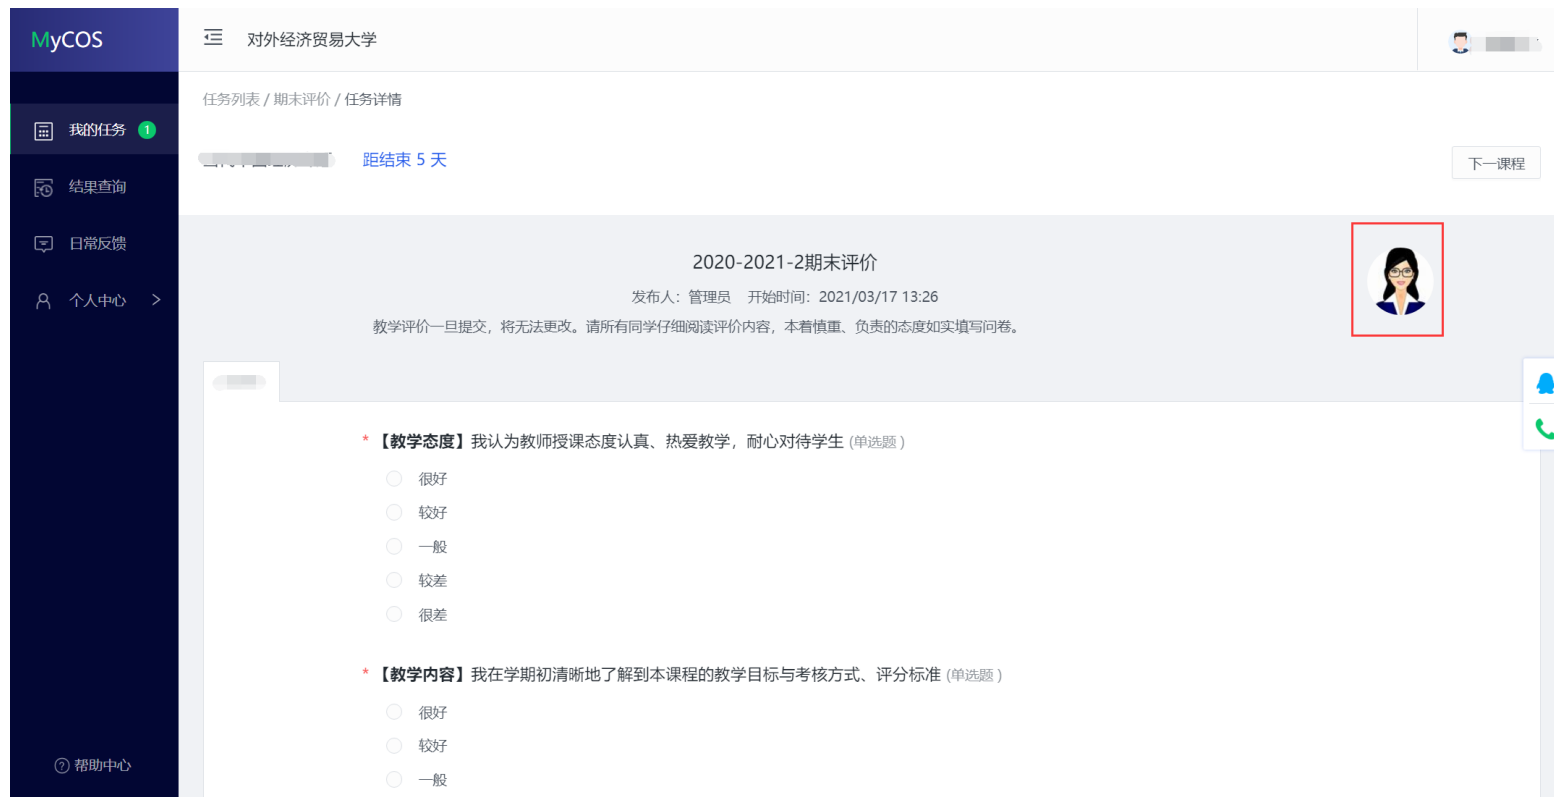 MyCOS
对外经济贸易大学
任务列表 / 期末评价 / 任务详情
我的任务 1
距结束 5 天
下一课程
结果查询
日常反馈
个人中心 >
2020-2021-2期末评价
发布人：管理员 开始时间：2021/03/17 13:26
教学评价一旦提交，将无法更改。请所有同学仔细阅读评价内容，本着慎重、负责的态度如实填写问卷。
* 【教学态度】我认为教师授课态度认真、热爱教学，耐心对待学生 (单选题 )
很好
较好
一般
较差
很差
* 【教学内容】我在学期初清晰地了解到本课程的教学目标与考核方式、评分标准 (单选题 )
很好
较好
一般
帮助中心